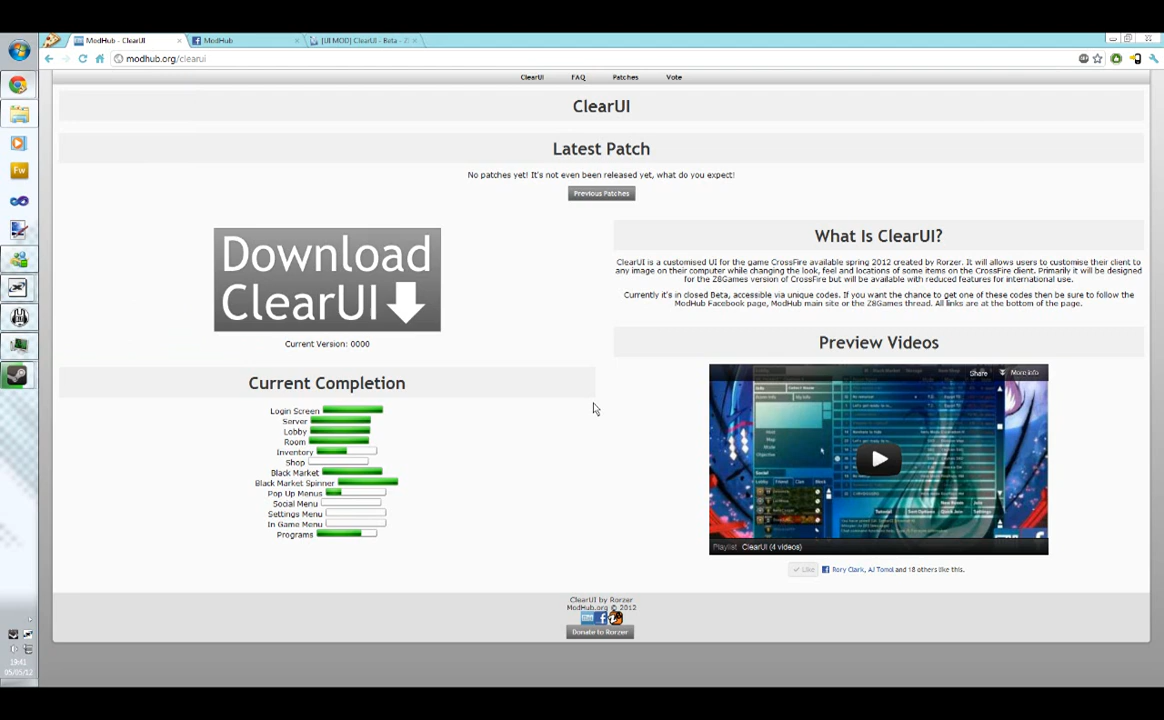 ModHub - ClearUI
ModHub
[UI MOD] ClearUI - Beta - Z
modhub.org/clearui
ClearUI
FAQ
Patches
Vote
ClearUI
Latest Patch
No patches yet! It's not even been released yet, what do you expect!
Previous Patches
Download
ClearUI
Current Version: 0000
What Is ClearUI?
ClearUI is a customised UI for the game CrossFire available spring 2012 created by Rorzer. It will allows users to customise their client to
any image on their computer while changing the look, feel and locations of some items on the CrossFire client. Primarily it will be designed
for the Z8Games version of CrossFire but will be available with reduced features for international use.
Currently it's in closed Beta, accessible via unique codes. If you want the chance to get one of these codes then be sure to follow the
ModHub Facebook page, ModHub main site or the Z8Games thread. All links are at the bottom of the page.
Current Completion
Login Screen
Server
Lobby
Room
Inventory
Shop
Black Market
Black Market Spinner
Pop Up Menus
Social Menu
Settings Menu
In Game Menu
Programs
Preview Videos
Share
More info
Playlist ClearUI (4 videos)
Like
Rory Clark, AJ Tomol and 18 others like this.
ClearUI by Rorzer
ModHub.org © 2012
Donate to Rorzer
Fw
19:41
05/05/12